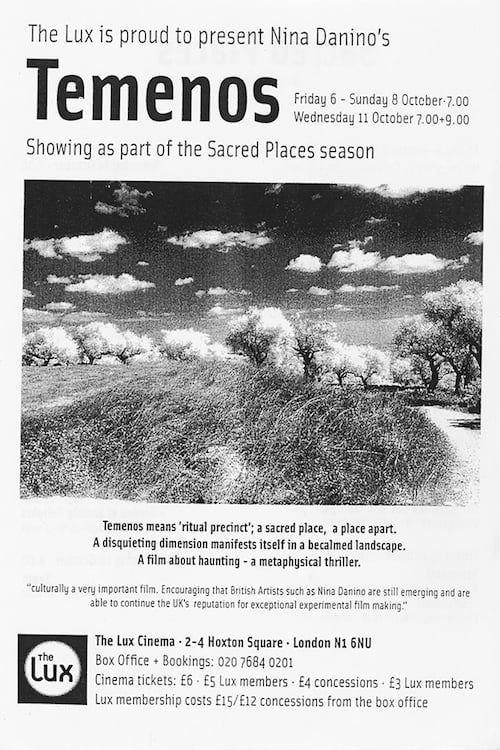 The Lux is proud to present Nina Danino's
Temenos
Friday 6 - Sunday 8 October·7.00
Wednesday 11 October 7.00+9.00
Showing as part of the Sacred Places season
Temenos means 'ritual precinct'; a sacred place, a place apart.
A disquieting dimension manifests itself in a becalmed landscape.
A film about haunting - a metaphysical thriller.
"culturally a very important film. Encouraging that British Artists such as Nina Danino are still emerging and are
able to continue the UK's reputation for exceptional experimental film making."
the
Lux
The Lux Cinema · 2-4 Hoxton Square · London N1 6NU
Box Office + Bookings: 020 7684 0201
Cinema tickets: £6 · £5 Lux members · £4 concessions · £3 Lux members
Lux membership costs £15/£12 concessions from the box office